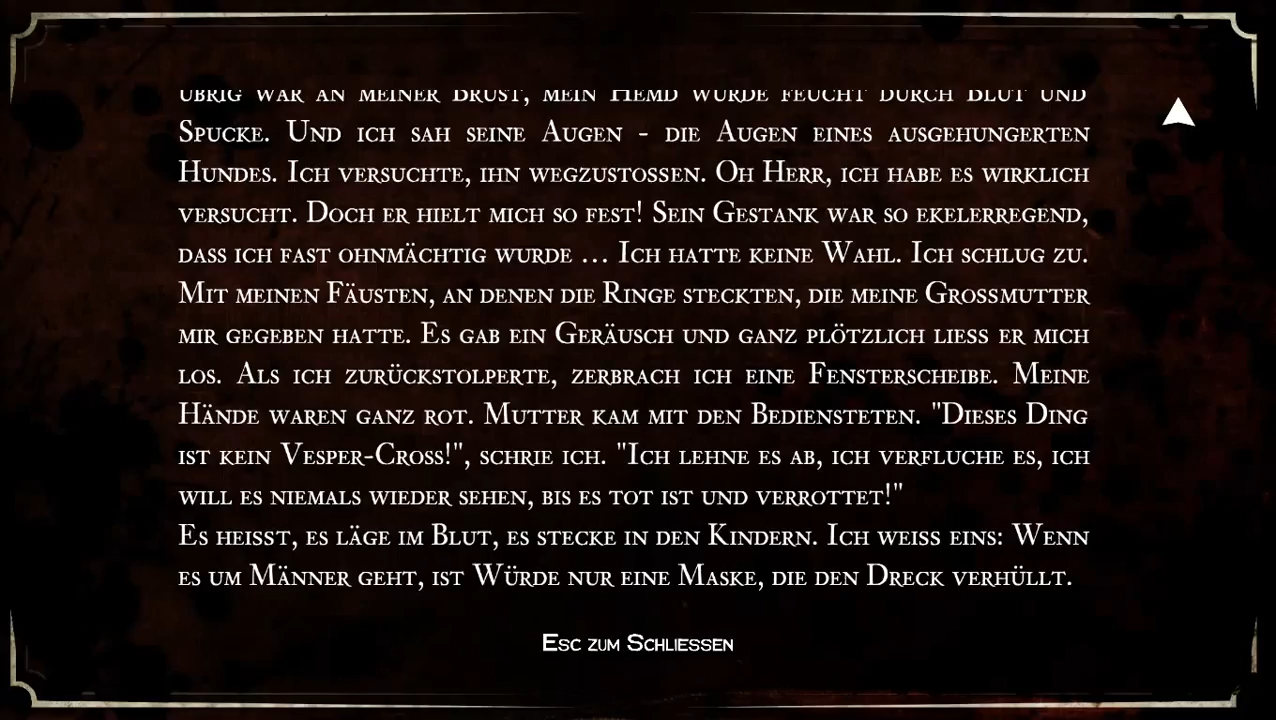 übrig war an meiner Brust, mein Hemd wurde feucht durch Blut und
Spucke. Und ich sah seine Augen - die Augen eines ausgehungerten
Hundes. Ich versuchte, ihn wegzustossen. Oh Herr, ich habe es wirklich
versucht. Doch er hielt mich so fest! Sein Gestank war so ekelerregend,
dass ich fast ohnmächtig wurde ... Ich hatte keine Wahl. Ich schlug zu.
Mit meinen Fäusten, an denen die Ringe steckten, die meine Grossmutter
mir gegeben hatte. Es gab ein Geräusch und ganz plötzlich liess er mich
los. Als ich zurückstolperte, zerbrach ich eine Fensterscheibe. Meine
Hände waren ganz rot. Mutter kam mit den Bediensteten. "Dieses Ding
ist kein Vesper-Cross!", schrie ich. "Ich lehne es ab, ich verfluche es, ich
will es niemals wieder sehen, bis es tot ist und verrottet!"
Es heisst, es läge im Blut, es stecke in den Kindern. Ich weiss eins: Wenn
es um Männer geht, ist Würde nur eine Maske, die den Dreck verhüllt.
Esc zum Schliessen